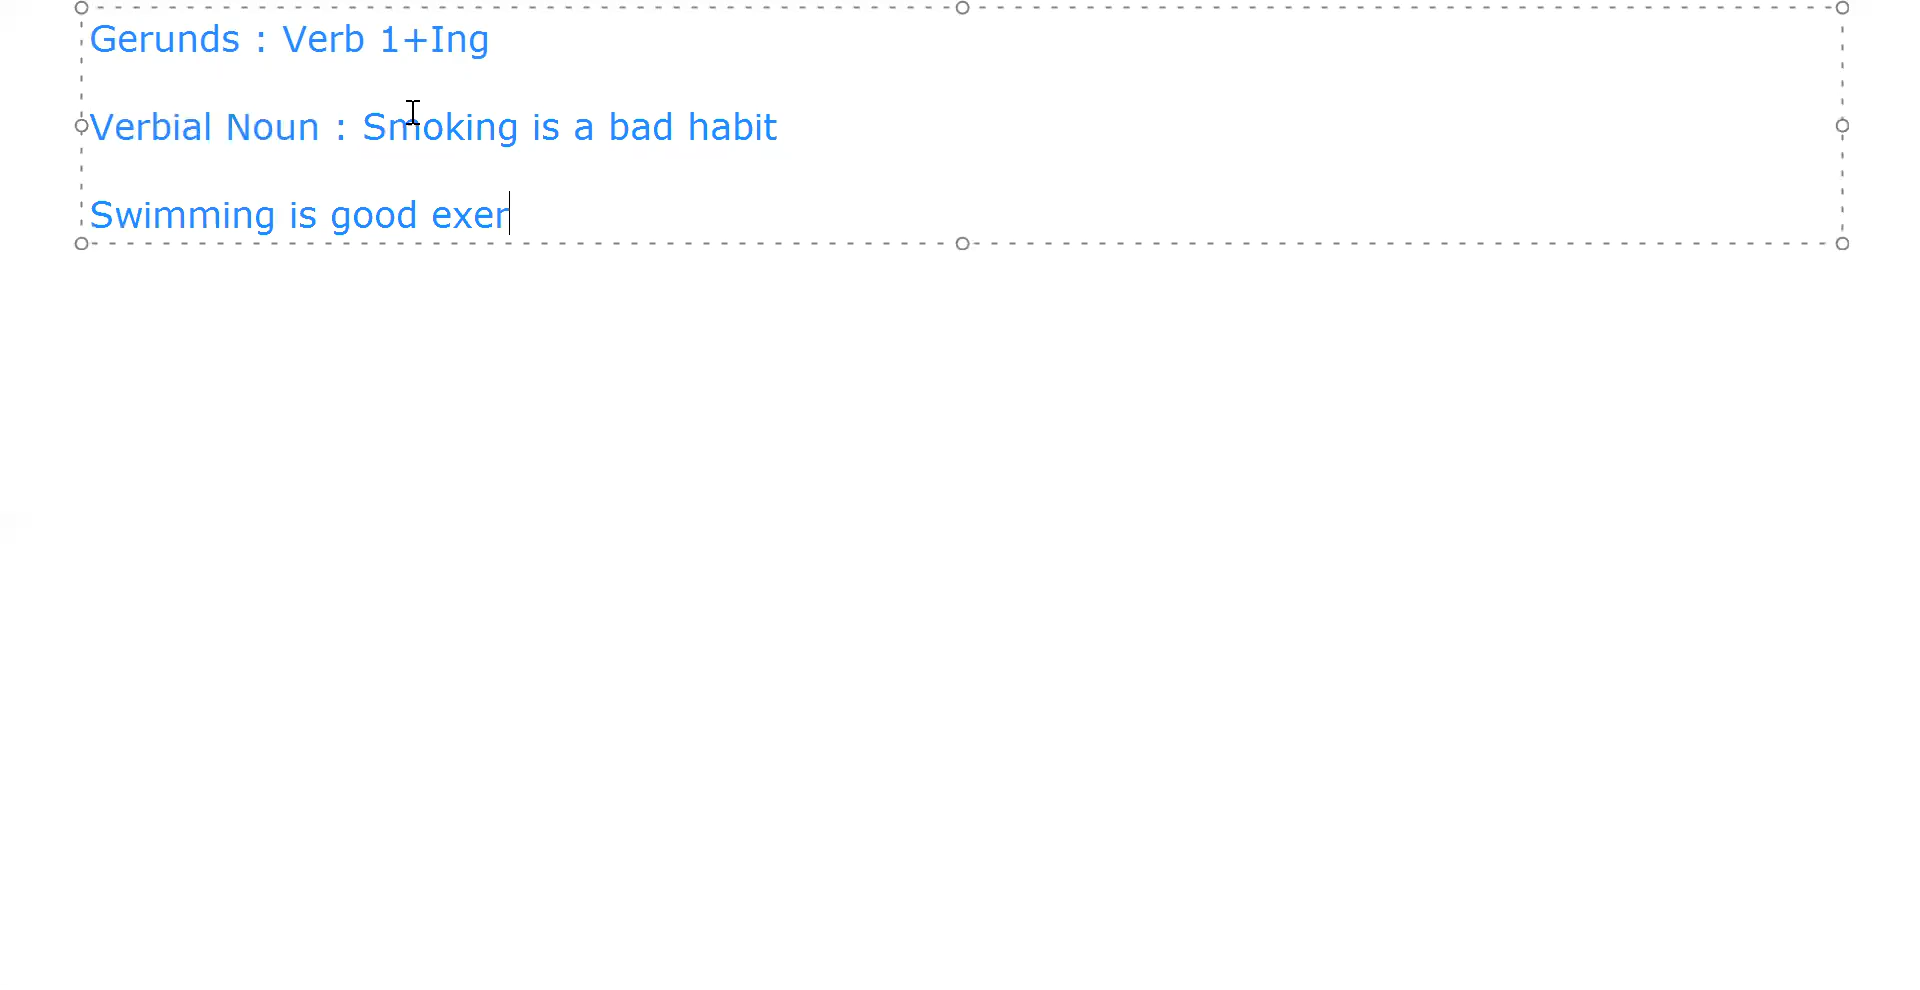 Gerunds : Verb 1+Ing
Verbial Noun : Smoking is a bad habit
Swimming is good exer